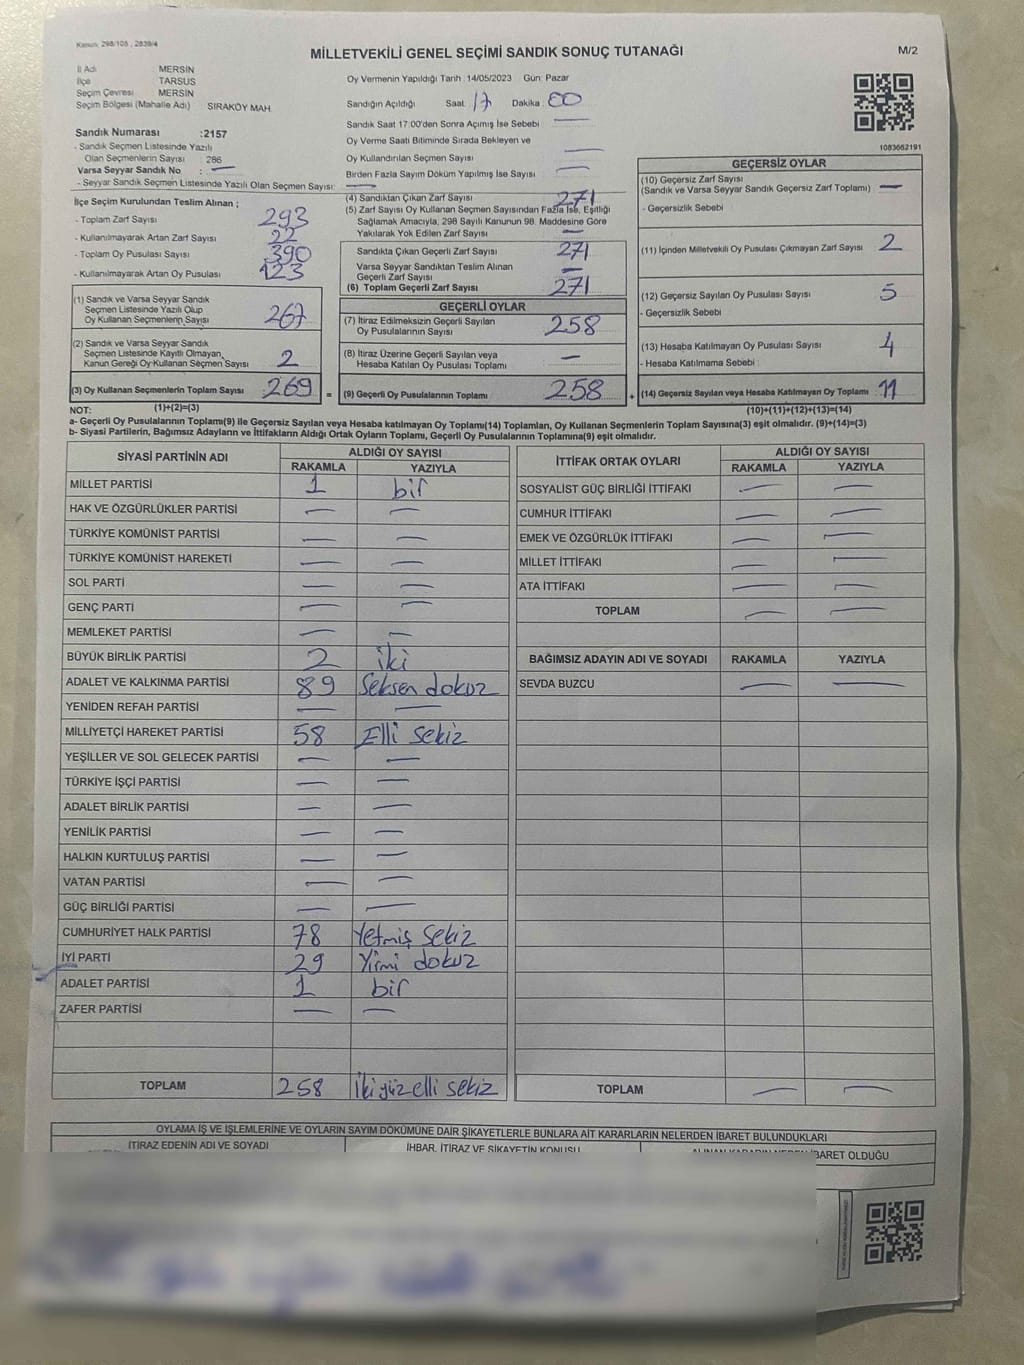 Kanun: 298/105 , 2839/4
MİLLETVEKİLİ GENEL SEÇİMİ SANDIK SONUÇ TUTANAĞI
M/2
İl Adı MERSİN
İlçe TARSUS
Seçim Çevresi MERSİN
Seçim Bölgesi (Mahalle Adı) SIRAKÖY MAH.
Sandık Numarası :2157
- Sandık Seçmen Listesinde Yazılı
Olan Seçmenlerin Sayısı : 286
Varsa Seyyar Sandık No : —
- Seyyar Sandık Seçmen Listesinde Yazılı Olan Seçmen Sayısı: —
Oy Vermenin Yapıldığı Tarih :14/05/2023 Gün: Pazar
Sandığın Açıldığı Saat 17 Dakika : 00
Sandık Saat 17:00'den Sonra Açılmış İse Sebebi : —
Oy Verme Saati Bitiminde Sırada Bekleyen ve
Oy Kullandırılan Seçmen Sayısı : —
Birden Fazla Sayım Döküm Yapılmış İse Sayısı : —
1083662191
İlçe Seçim Kurulundan Teslim Alınan ;
- Toplam Zarf Sayısı : 293
- Kullanılmayarak Artan Zarf Sayısı : 22
- Toplam Oy Pusulası Sayısı : 390
- Kullanılmayarak Artan Oy Pusulası : 123
(1) Sandık ve Varsa Seyyar Sandık
Seçmen Listesinde Yazılı Olup
Oy Kullanan Seçmenlerin Sayısı 267
(2) Sandık ve Varsa Seyyar Sandık
Seçmen Listesinde Kayıtlı Olmayan,
Kanun Gereği Oy Kullanan Seçmen Sayısı 2
(3) Oy Kullanan Seçmenlerin Toplam Sayısı 269 =
(4) Sandıktan Çıkan Zarf Sayısı 271
(5) Zarf Sayısı Oy Kullanan Seçmen Sayısından Fazla İse, Eşitliği
Sağlamak Amacıyla, 298 Sayılı Kanunun 98. Maddesine Göre
Yakılarak Yok Edilen Zarf Sayısı : —
Sandıkta Çıkan Geçerli Zarf Sayısı : 271
Varsa Seyyar Sandıktan Teslim Alınan
Geçerli Zarf Sayısı : —
(6) Toplam Geçerli Zarf Sayısı : 271
GEÇERLİ OYLAR
(7) İtiraz Edilmeksizin Geçerli Sayılan
Oy Pusulalarının Sayısı 258
(8) İtiraz Üzerine Geçerli Sayılan veya
Hesaba Katılan Oy Pusulası Toplamı —
(9) Geçerli Oy Pusulalarının Toplamı 258 +
GEÇERSİZ OYLAR
(10) Geçersiz Zarf Sayısı
(Sandık ve Varsa Seyyar Sandık Geçersiz Zarf Toplamı) : —
- Geçersizlik Sebebi :
(11) İçinden Milletvekili Oy Pusulası Çıkmayan Zarf Sayısı : 2
(12) Geçersiz Sayılan Oy Pusulası Sayısı : 5
- Geçersizlik Sebebi
(13) Hesaba Katılmayan Oy Pusulası Sayısı : 4
- Hesaba Katılmama Sebebi :
(14) Geçersiz Sayılan veya Hesaba Katılmayan Oy Toplamı : 11
NOT: (1)+(2)=(3) (10)+(11)+(12)+(13)=(14)
a- Geçerli Oy Pusulalarının Toplamı(9) ile Geçersiz Sayılan veya Hesaba katılmayan Oy Toplamı(14) Toplamları, Oy Kullanan Seçmenlerin Toplam Sayısına(3) eşit olmalıdır. (9)+(14)=(3)
b- Siyasi Partilerin, Bağımsız Adayların ve İttifakların Aldığı Ortak Oyların Toplamı, Geçerli Oy Pusulalarının Toplamına(9) eşit olmalıdır.
SİYASİ PARTİNİN ADI ALDIĞI OY SAYISI
RAKAMLA YAZIYLA
MİLLET PARTİSİ 1 bir
HAK VE ÖZGÜRLÜKLER PARTİSİ — —
TÜRKİYE KOMÜNİST PARTİSİ — —
TÜRKİYE KOMÜNİST HAREKETİ — —
SOL PARTİ — —
GENÇ PARTİ — —
MEMLEKET PARTİSİ — —
BÜYÜK BİRLİK PARTİSİ 2 iki
ADALET VE KALKINMA PARTİSİ 89 Seksen dokuz
YENİDEN REFAH PARTİSİ — —
MİLLİYETÇİ HAREKET PARTİSİ 58 Elli sekiz
YEŞİLLER VE SOL GELECEK PARTİSİ — —
TÜRKİYE İŞÇİ PARTİSİ — —
ADALET BİRLİK PARTİSİ — —
YENİLİK PARTİSİ — —
HALKIN KURTULUŞ PARTİSİ — —
VATAN PARTİSİ — —
GÜÇ BİRLİĞİ PARTİSİ — —
CUMHURİYET HALK PARTİSİ 78 Yetmiş Sekiz
İYİ PARTİ 29 Yirmi dokuz
ADALET PARTİSİ 1 bir
ZAFER PARTİSİ — —
TOPLAM 258 İkiyüz elli sekiz
İTTİFAK ORTAK OYLARI ALDIĞI OY SAYISI
RAKAMLA YAZIYLA
SOSYALİST GÜÇ BİRLİĞİ İTTİFAKI — —
CUMHUR İTTİFAKI — —
EMEK VE ÖZGÜRLÜK İTTİFAKI — —
MİLLET İTTİFAKI — —
ATA İTTİFAKI — —
TOPLAM — —
BAĞIMSIZ ADAYIN ADI VE SOYADI RAKAMLA YAZIYLA
SEVDA BUZCU — —
TOPLAM — —
OYLAMA İŞ VE İŞLEMLERİNE VE OYLARIN SAYIM DÖKÜMÜNE DAİR ŞİKAYETLERLE BUNLARA AİT KARARLARIN NELERDEN İBARET BULUNDUKLARI
İTİRAZ EDENİN ADI VE SOYADI İHBAR, İTİRAZ VE ŞİKAYETİN KONUSU ALINAN KARARIN NEDEN İBARET OLDUĞU